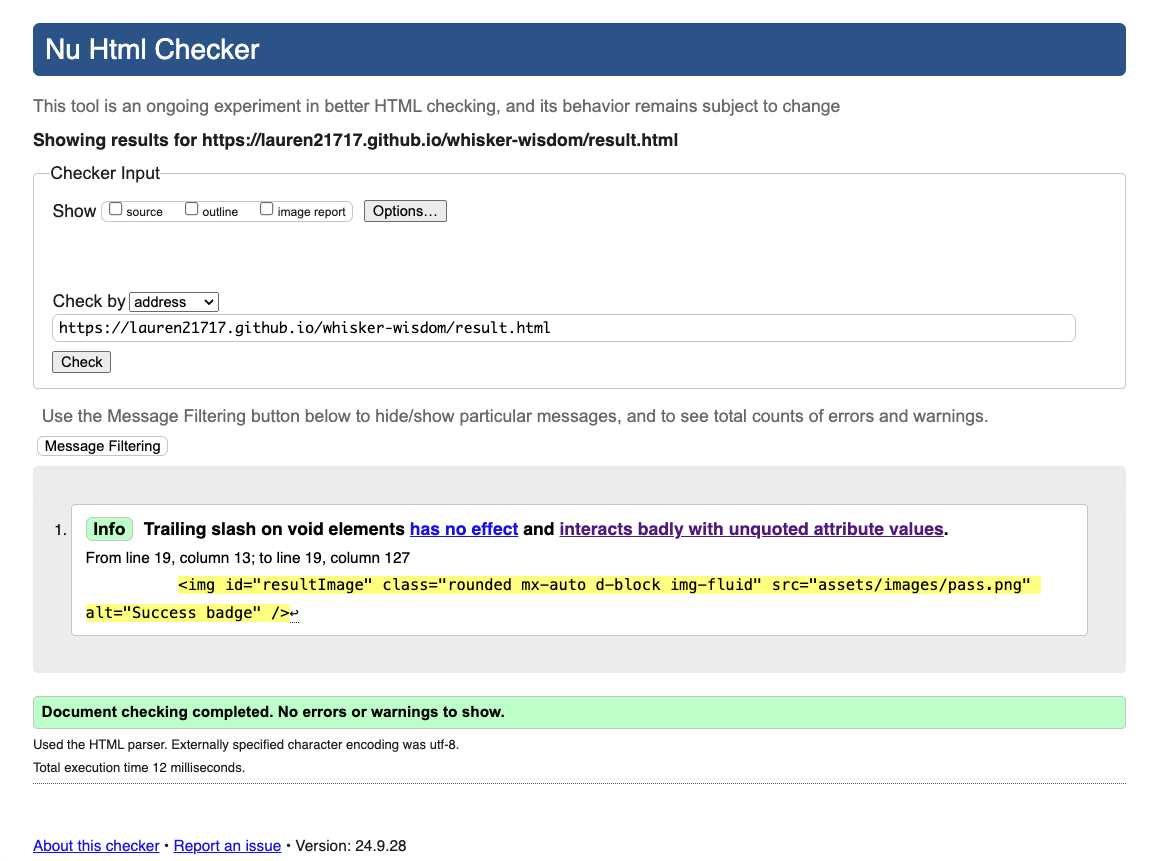 Nu Html Checker
This tool is an ongoing experiment in better HTML checking, and its behavior remains subject to change
Showing results for https://lauren21717.github.io/whisker-wisdom/result.html
Checker Input
Show source outline image report Options...
Check by address
https://lauren21717.github.io/whisker-wisdom/result.html
Check
Use the Message Filtering button below to hide/show particular messages, and to see total counts of errors and warnings.
Message Filtering
1. Info Trailing slash on void elements has no effect and interacts badly with unquoted attribute values.
From line 19, column 13; to line 19, column 127
<img id="resultImage" class="rounded mx-auto d-block img-fluid" src="assets/images/pass.png"
alt="Success badge" />↩
Document checking completed. No errors or warnings to show.
Used the HTML parser. Externally specified character encoding was utf-8.
Total execution time 12 milliseconds.
About this checker • Report an issue • Version: 24.9.28